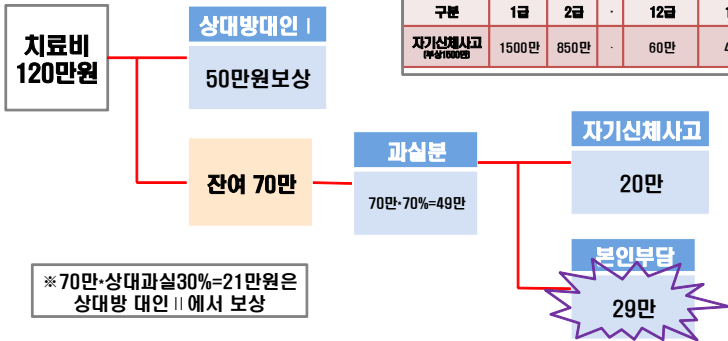 구분 1급 2급 · 12급
자기신체사고 1500만 850만 · 60만
(부상1500만)
치료비
120만원
상대방대인Ⅰ
50만원보상
잔여 70만
과실분
70만*70%=49만
자기신체사고
20만
본인부담
29만
※70만*상대과실30%=21만원은
상대방 대인Ⅱ에서 보상